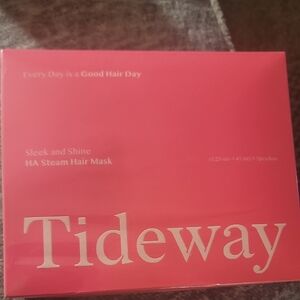 Every Day is a Good Hair Day
Sleek and Shine
HA Steam Hair Mask
Tideway